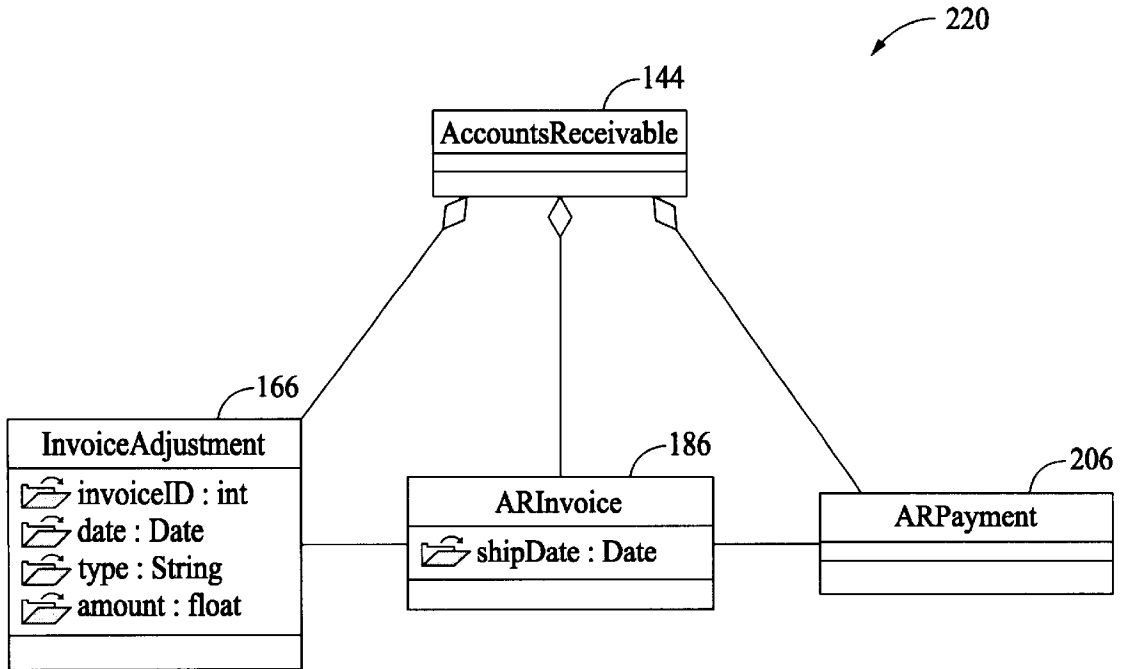 220
144
AccountsReceivable
166
InvoiceAdjustment
invoiceID : int
date : Date
type : String
amount : float
186
ARInvoice
shipDate : Date
206
ARPayment